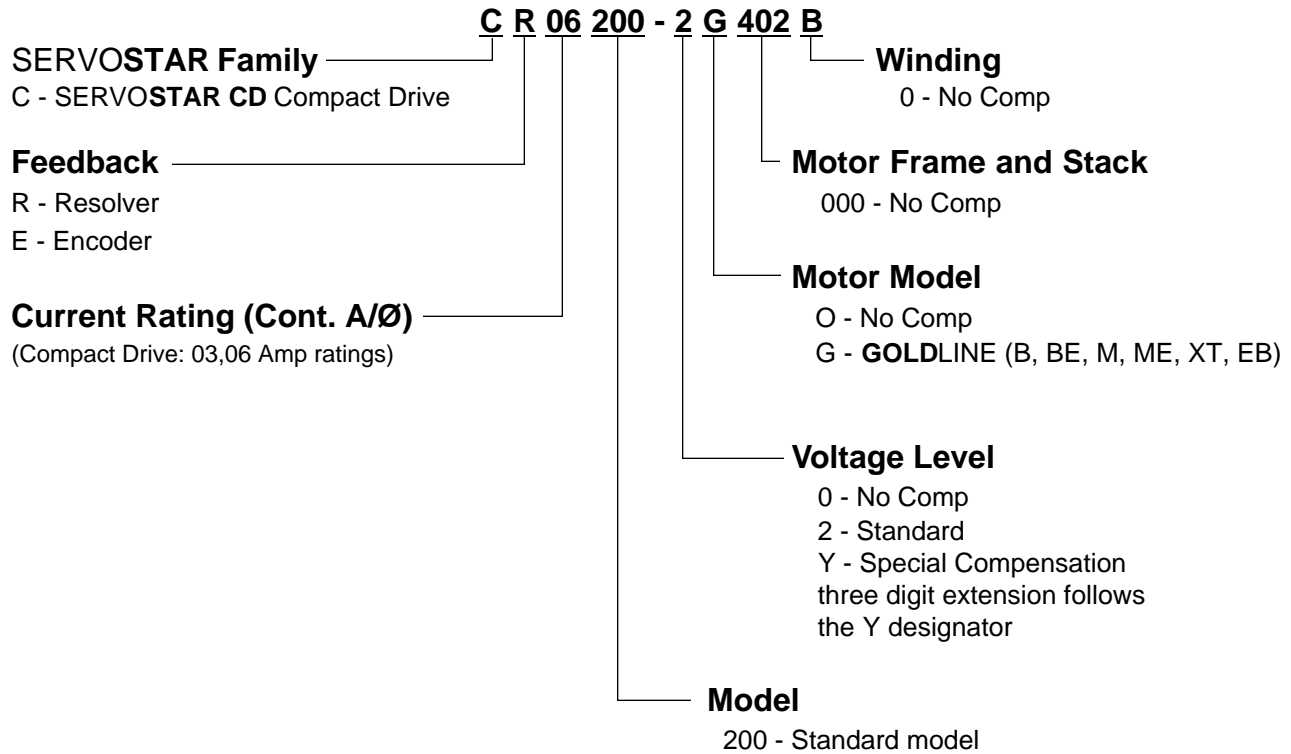 C R 06 200 - 2 G 402 B
SERVOSTAR Family
C - SERVOSTAR CD Compact Drive
Feedback
R - Resolver
E - Encoder
Current Rating (Cont. A/Ø)
(Compact Drive: 03,06 Amp ratings)
Winding
0 - No Comp
Motor Frame and Stack
000 - No Comp
Motor Model
O - No Comp
G - GOLDLINE (B, BE, M, ME, XT, EB)
Voltage Level
0 - No Comp
2 - Standard
Y - Special Compensation
three digit extension follows
the Y designator
Model
200 - Standard model